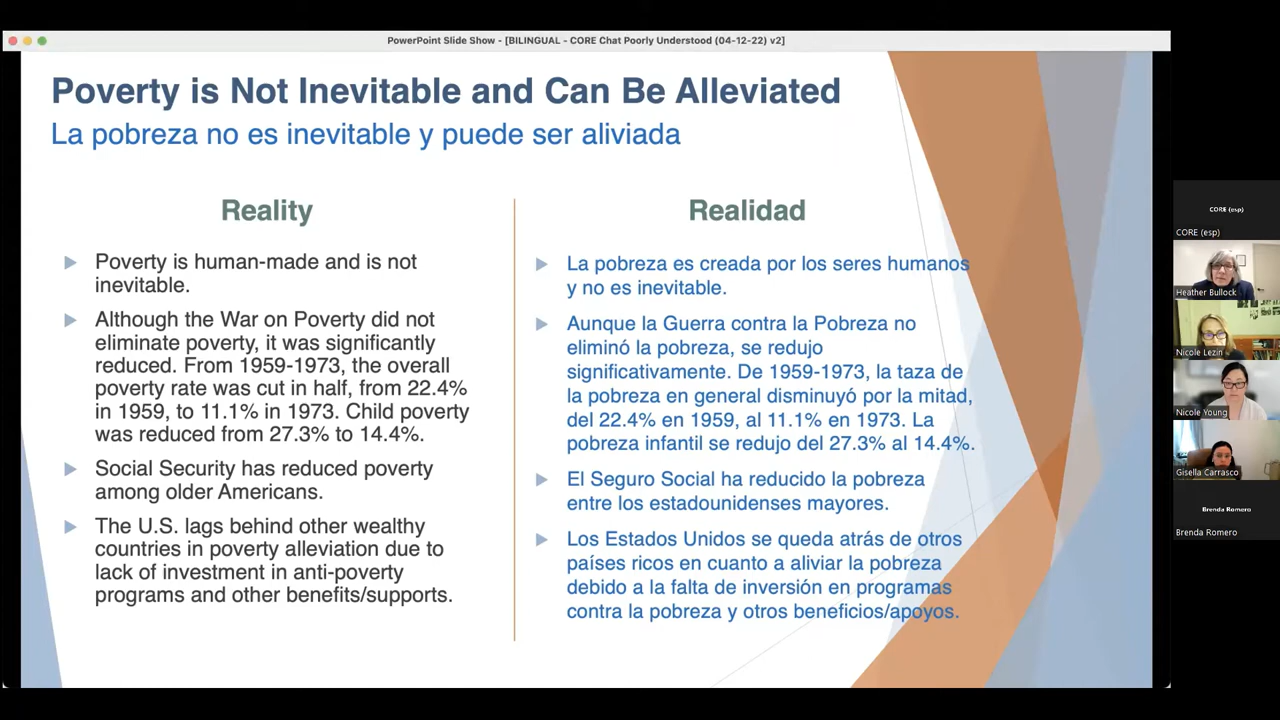 PowerPoint Slide Show - [BILINGUAL - CORE Chat Poorly Understood (04-12-22) v2]
Poverty is Not Inevitable and Can Be Alleviated
La pobreza no es inevitable y puede ser aliviada
Reality
Poverty is human-made and is not
inevitable.
Although the War on Poverty did not
eliminate poverty, it was significantly
reduced. From 1959-1973, the overall
poverty rate was cut in half, from 22.4%
in 1959, to 11.1% in 1973. Child poverty
was reduced from 27.3% to 14.4%.
Social Security has reduced poverty
among older Americans.
The U.S. lags behind other wealthy
countries in poverty alleviation due to
lack of investment in anti-poverty
programs and other benefits/supports.
Realidad
La pobreza es creada por los seres humanos
y no es inevitable.
Aunque la Guerra contra la Pobreza no
eliminó la pobreza, se redujo
significativamente. De 1959-1973, la taza de
la pobreza en general disminuyó por la mitad,
del 22.4% en 1959, al 11.1% en 1973. La
pobreza infantil se redujo del 27.3% al 14.4%.
El Seguro Social ha reducido la pobreza
entre los estadounidenses mayores.
Los Estados Unidos se queda atrás de otros
países ricos en cuanto a aliviar la pobreza
debido a la falta de inversión en programas
contra la pobreza y otros beneficios/apoyos.
CORE (esp)
CORE (esp)
Heather Bullock
Nicole Lezin
Nicole Young
Gisella Carrasco
Brenda Romero
Brenda Romero